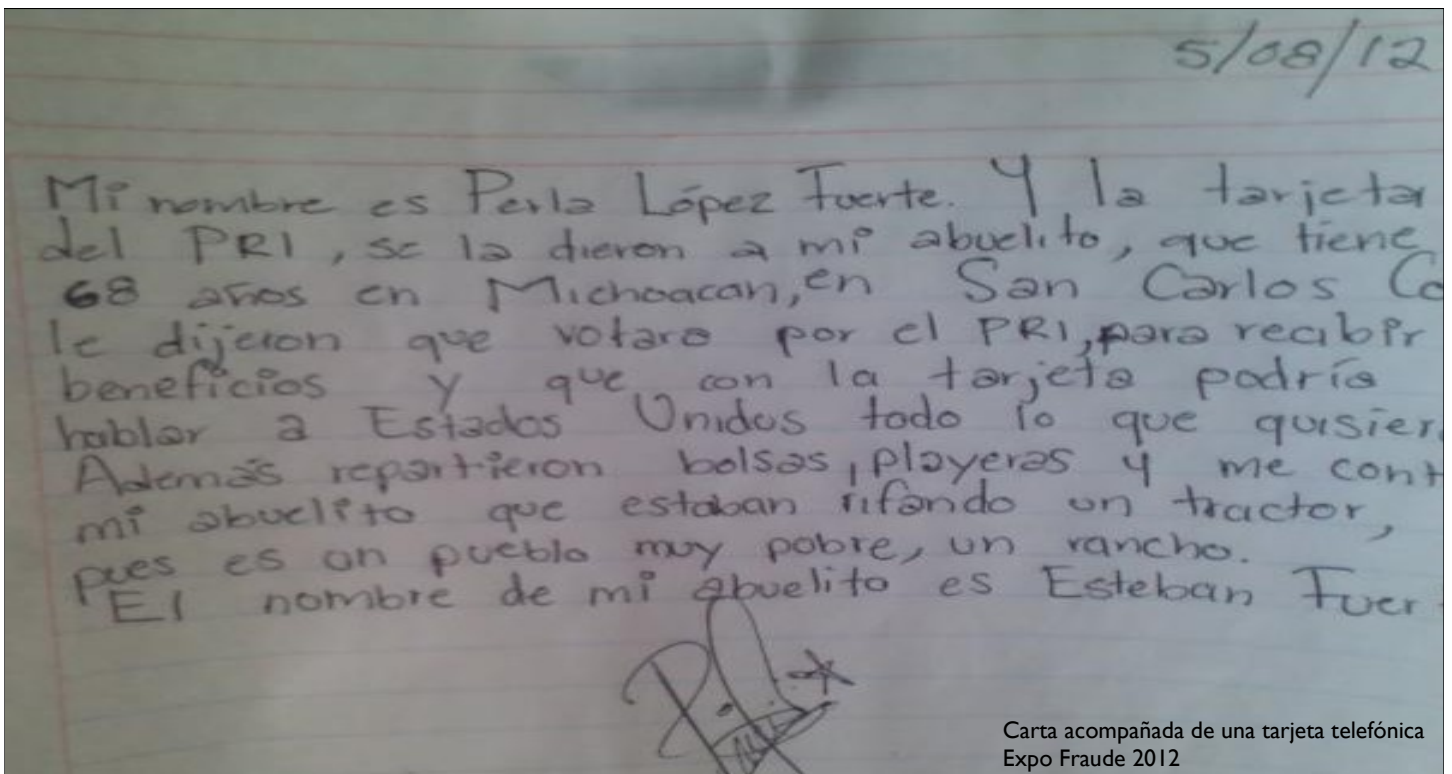 5/08/12
Mi nombre es Perla López Fuerte. Y la tarjeta
del PRI, se la dieron a mi abuelito, que tiene
68 años en Michoacan, en San Carlos Co
le dijeron que votara por el PRI, para recibir
beneficios y que con la tarjeta podría
hablar a Estados Unidos todo lo que quisier
Además repartieron bolsas, playeras y me cont
mi abuelito que estaban rifando un tractor,
pues es un pueblo muy pobre, un rancho.
El nombre de mi abuelito es Esteban Fuer
Carta acompañada de una tarjeta telefónica
Expo Fraude 2012